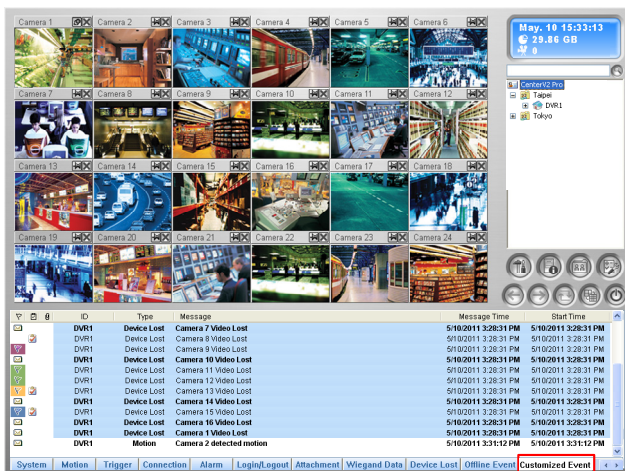 Camera 1 Camera 2 Camera 3 Camera 4 Camera 5 Camera 6
May. 10 15:33:13
29.86 GB
0
CenterV2 Pro
Taipei
DVR1
Tokyo
Camera 7 Camera 8 Camera 9 Camera 10 Camera 11 Camera 12
Camera 13 Camera 14 Camera 15 Camera 16 Camera 17 Camera 18
Camera 19 Camera 20 Camera 21 Camera 22 Camera 23 Camera 24
ID Type Message Message Time Start Time
DVR1 Device Lost Camera 7 Video Lost 5/10/2011 3:28:31 PM 5/10/2011 3:28:31 PM
DVR1 Device Lost Camera 8 Video Lost 5/10/2011 3:28:31 PM 5/10/2011 3:28:31 PM
DVR1 Device Lost Camera 9 Video Lost 5/10/2011 3:28:31 PM 5/10/2011 3:28:31 PM
DVR1 Device Lost Camera 10 Video Lost 5/10/2011 3:28:31 PM 5/10/2011 3:28:31 PM
DVR1 Device Lost Camera 11 Video Lost 5/10/2011 3:28:31 PM 5/10/2011 3:28:31 PM
DVR1 Device Lost Camera 12 Video Lost 5/10/2011 3:28:31 PM 5/10/2011 3:28:31 PM
DVR1 Device Lost Camera 13 Video Lost 5/10/2011 3:28:31 PM 5/10/2011 3:28:31 PM
DVR1 Device Lost Camera 14 Video Lost 5/10/2011 3:28:31 PM 5/10/2011 3:28:31 PM
DVR1 Device Lost Camera 15 Video Lost 5/10/2011 3:28:31 PM 5/10/2011 3:28:31 PM
DVR1 Device Lost Camera 16 Video Lost 5/10/2011 3:28:31 PM 5/10/2011 3:28:31 PM
DVR1 Device Lost Camera 1 Video Lost 5/10/2011 3:28:31 PM 5/10/2011 3:28:31 PM
DVR1 Motion Camera 2 detected motion 5/10/2011 3:31:12 PM 5/10/2011 3:31:12 PM
System Motion Trigger Connection Alarm Login/Logout Attachment Wiegand Data Device Lost Offline Event Customized Event